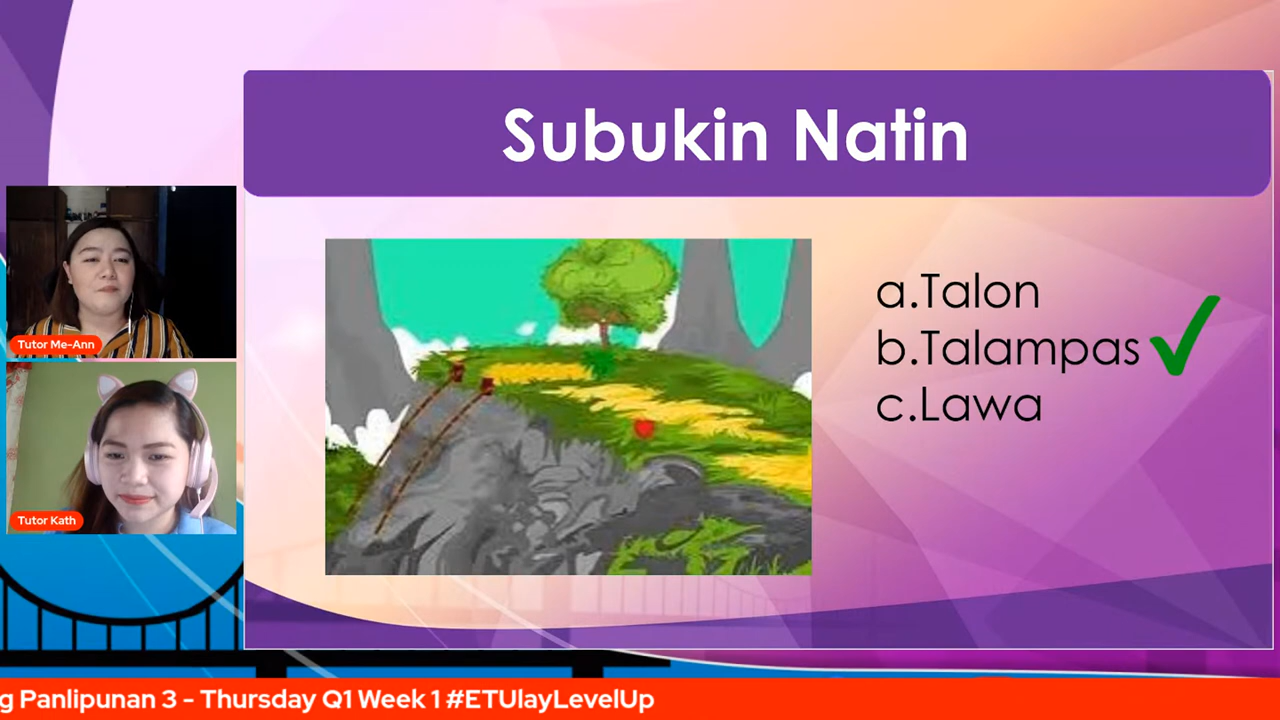 Subukin Natin
a.Talon
b.Talampas
c.Lawa
Tutor Me-Ann
Tutor Kath
g Panlipunan 3 - Thursday Q1 Week 1 #ETUlayLevelUp